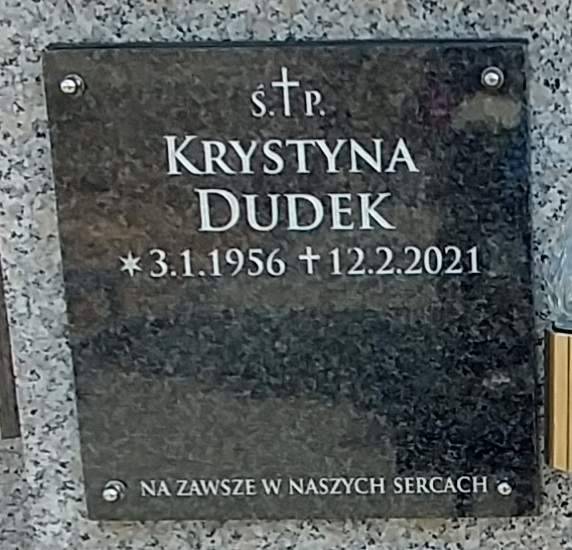 Ś.†P.
KRYSTYNA
DUDEK
✶ 3.1.1956 † 12.2.2021
NA ZAWSZE W NASZYCH SERCACH